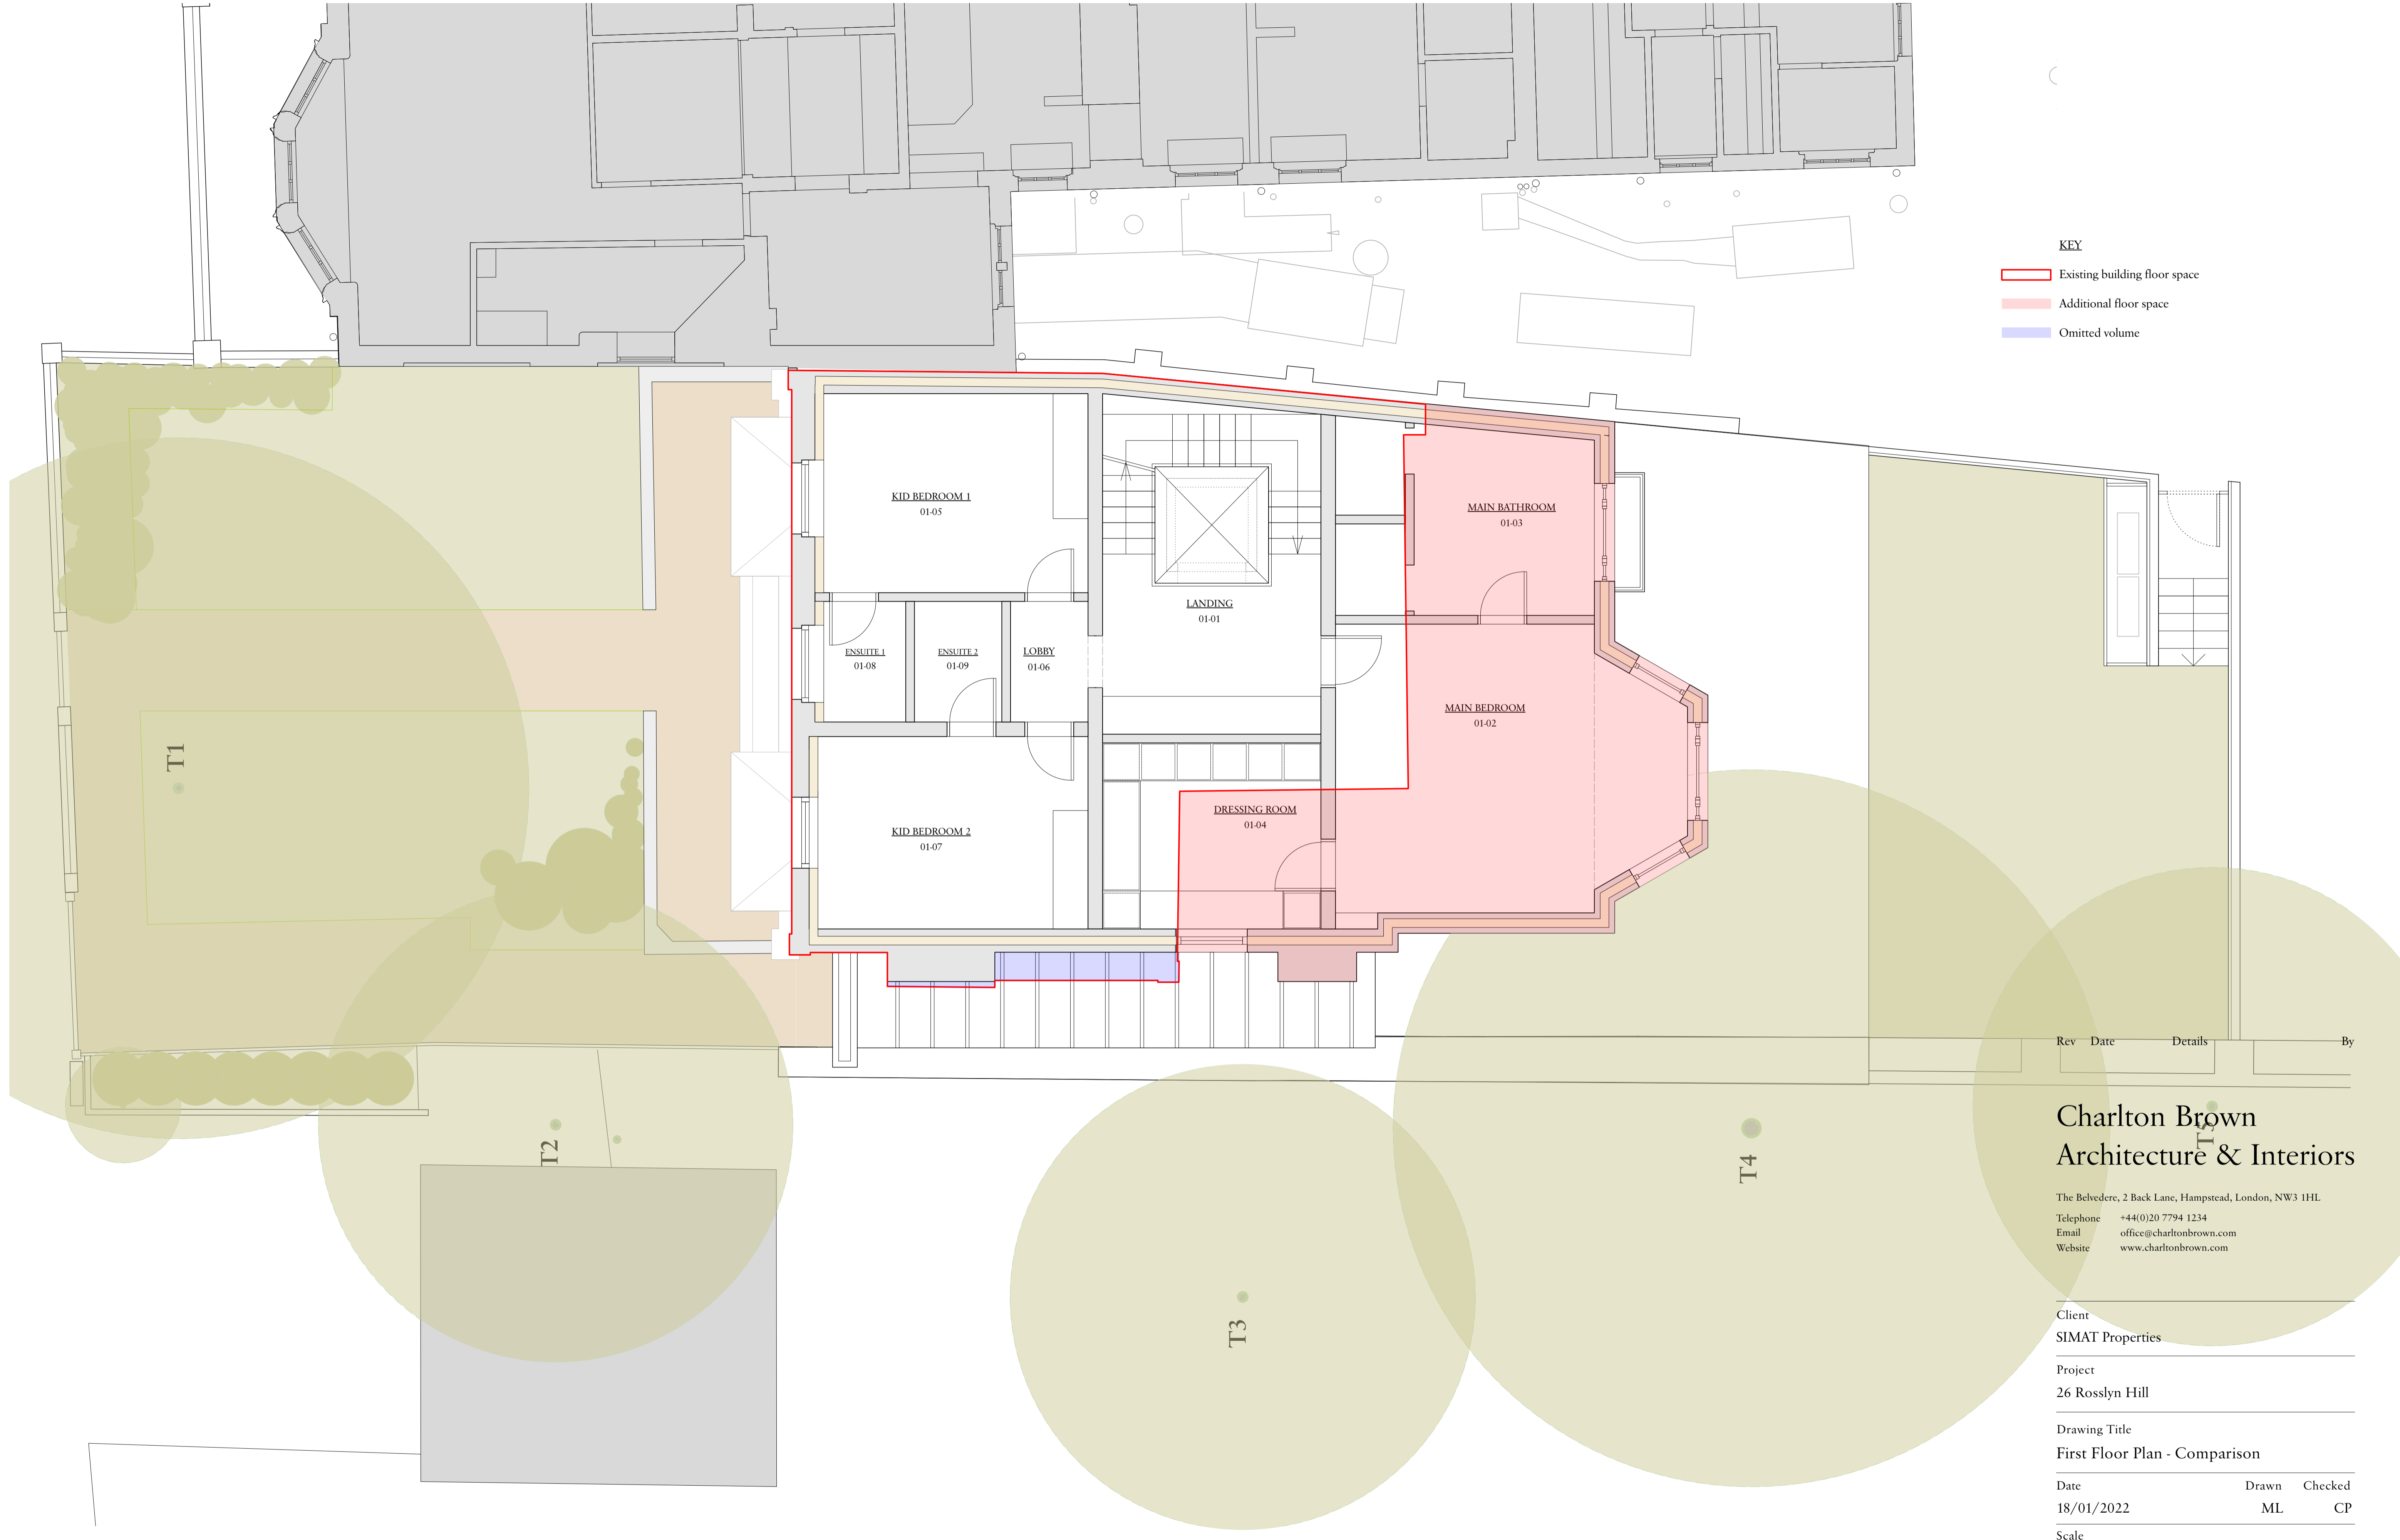 KEY
Existing building floor space
Additional floor space
Omitted volume
KID BEDROOM 1
01-05
MAIN BATHROOM
01-03
LANDING
01-01
ENSUITE 1
01-08
ENSUITE 2
01-09
LOBBY
01-06
MAIN BEDROOM
01-02
DRESSING ROOM
01-04
KID BEDROOM 2
01-07
T1
T2
T3
T4
T5
Rev Date Details By
Charlton Brown
Architecture & Interiors
The Belvedere, 2 Back Lane, Hampstead, London, NW3 1HL
Telephone +44(0)20 7794 1234
Email office@charltonbrown.com
Website www.charltonbrown.com
Client
SIMAT Properties
Project
26 Rosslyn Hill
Drawing Title
First Floor Plan - Comparison
Date Drawn Checked
18/01/2022 ML CP
Scale